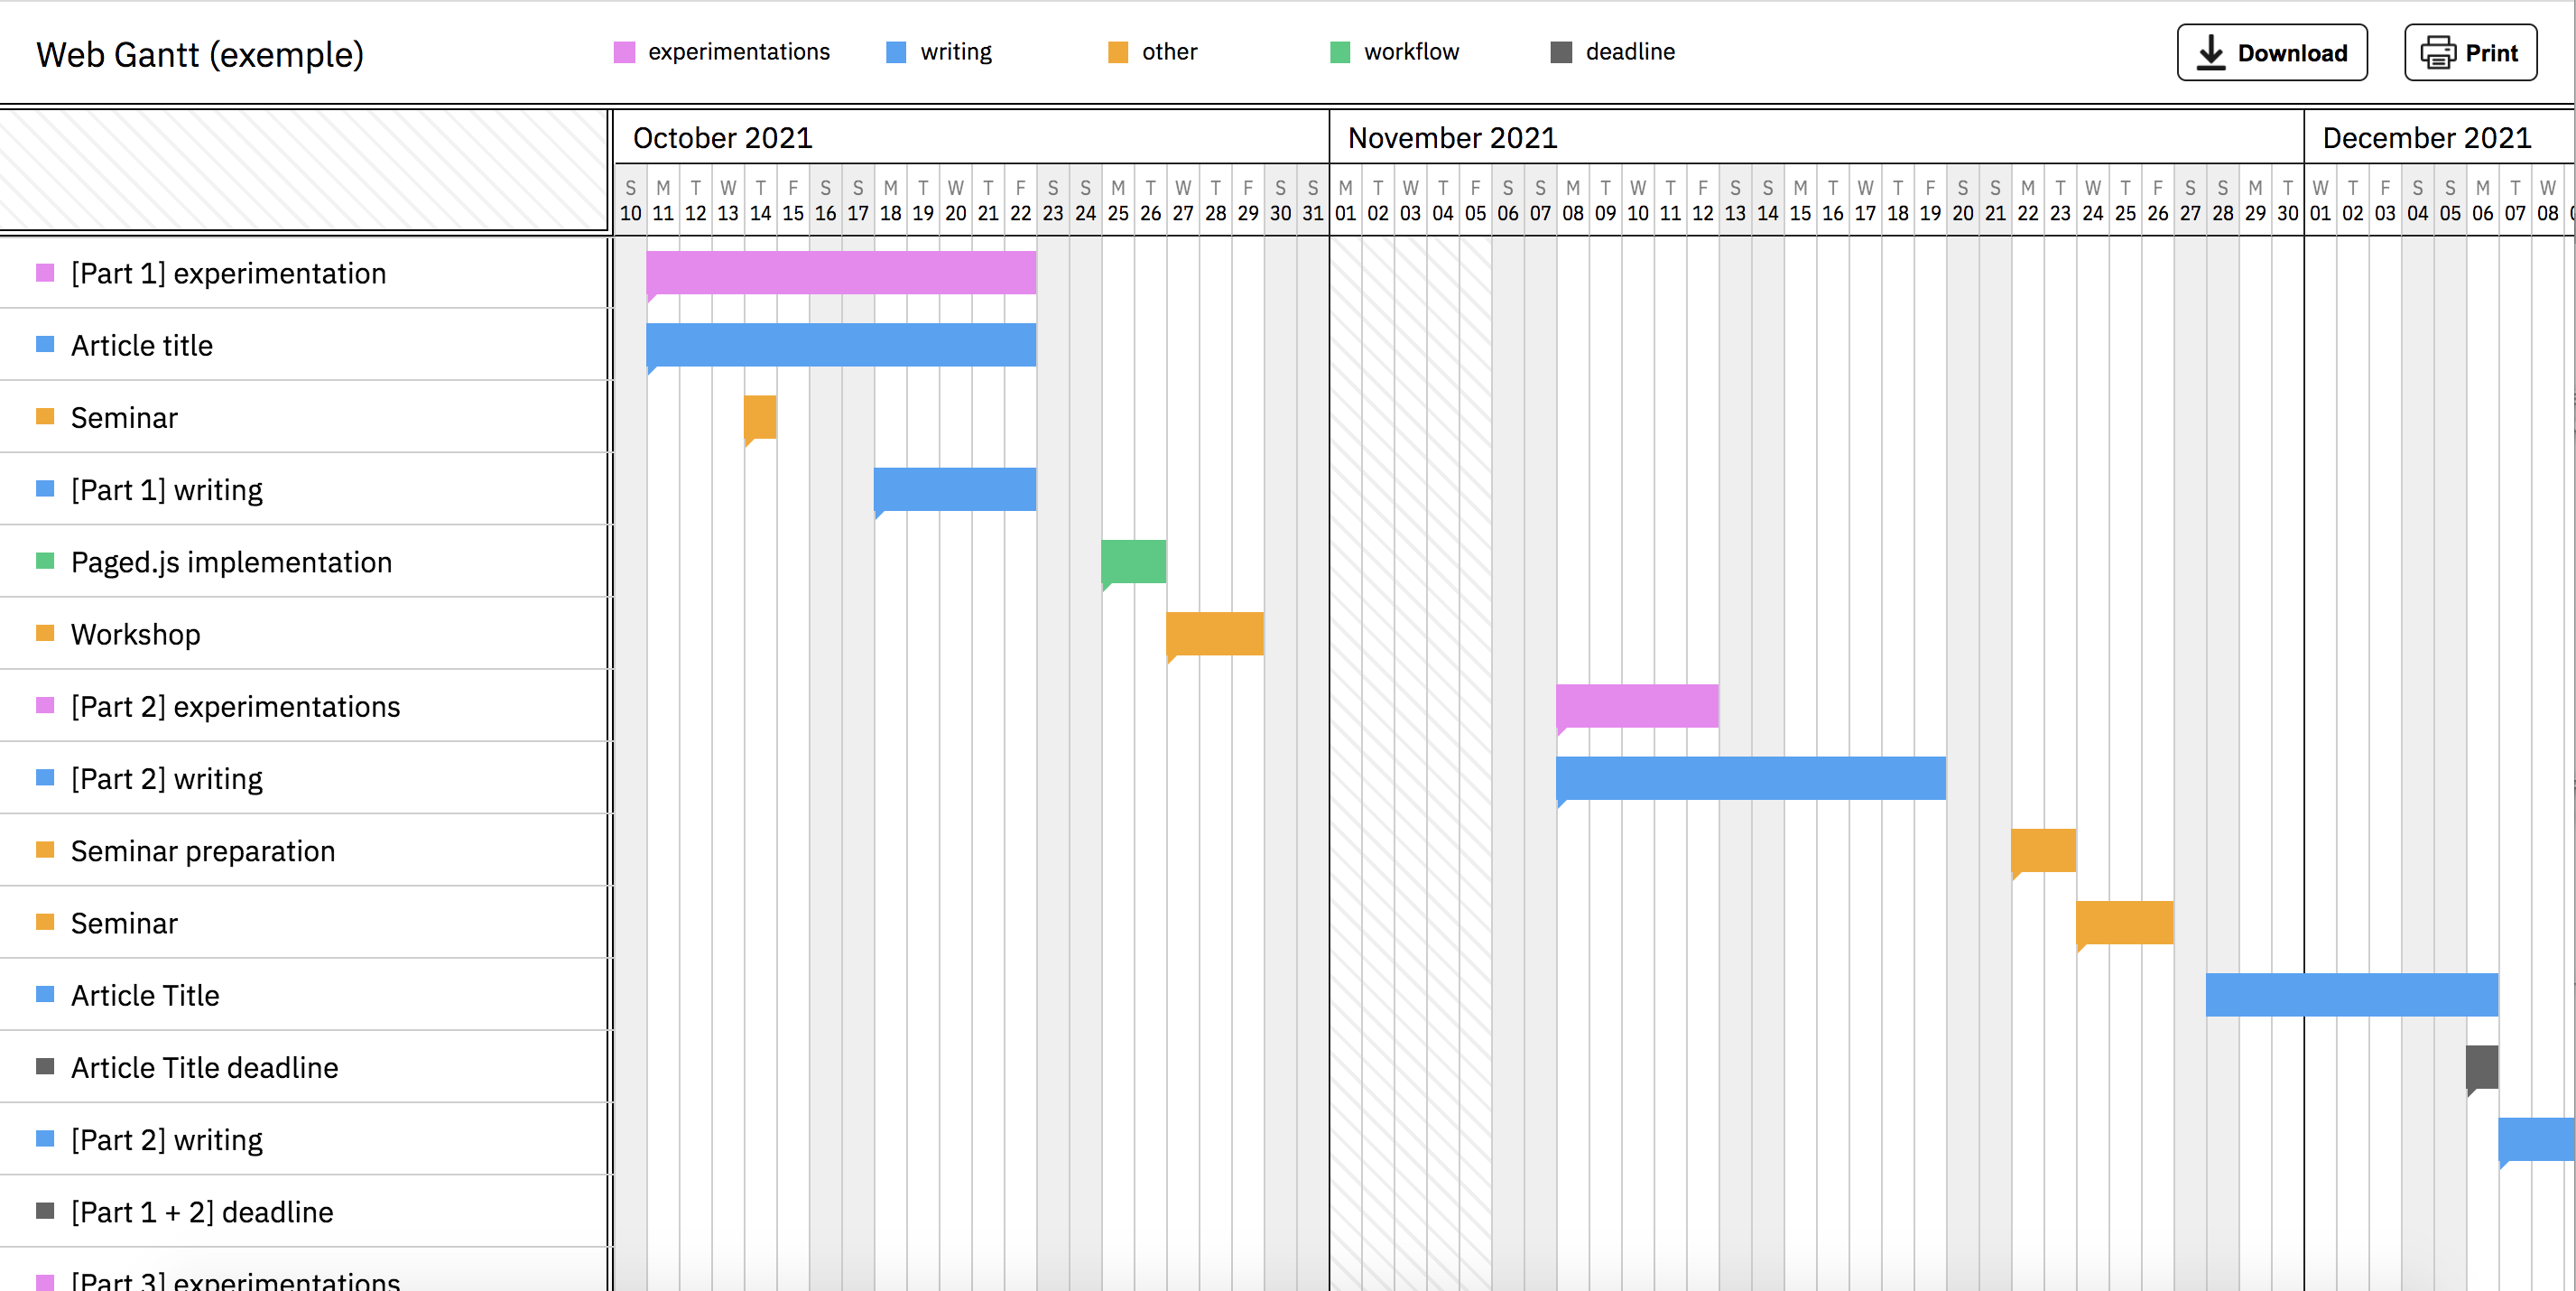 Web Gantt (exemple)
experimentations writing other workflow deadline
Download Print
October 2021 November 2021 December 2021
S M T W T F S S M T W T F S S M T W T F S S M T W T F S S M T W T F S S M T W T F S S M T W T F S S M T W T F S S M T W
10 11 12 13 14 15 16 17 18 19 20 21 22 23 24 25 26 27 28 29 30 31 01 02 03 04 05 06 07 08 09 10 11 12 13 14 15 16 17 18 19 20 21 22 23 24 25 26 27 28 29 30 01 02 03 04 05 06 07 08
[Part 1] experimentation
Article title
Seminar
[Part 1] writing
Paged.js implementation
Workshop
[Part 2] experimentations
[Part 2] writing
Seminar preparation
Seminar
Article Title
Article Title deadline
[Part 2] writing
[Part 1 + 2] deadline
[Part 3] experimentations